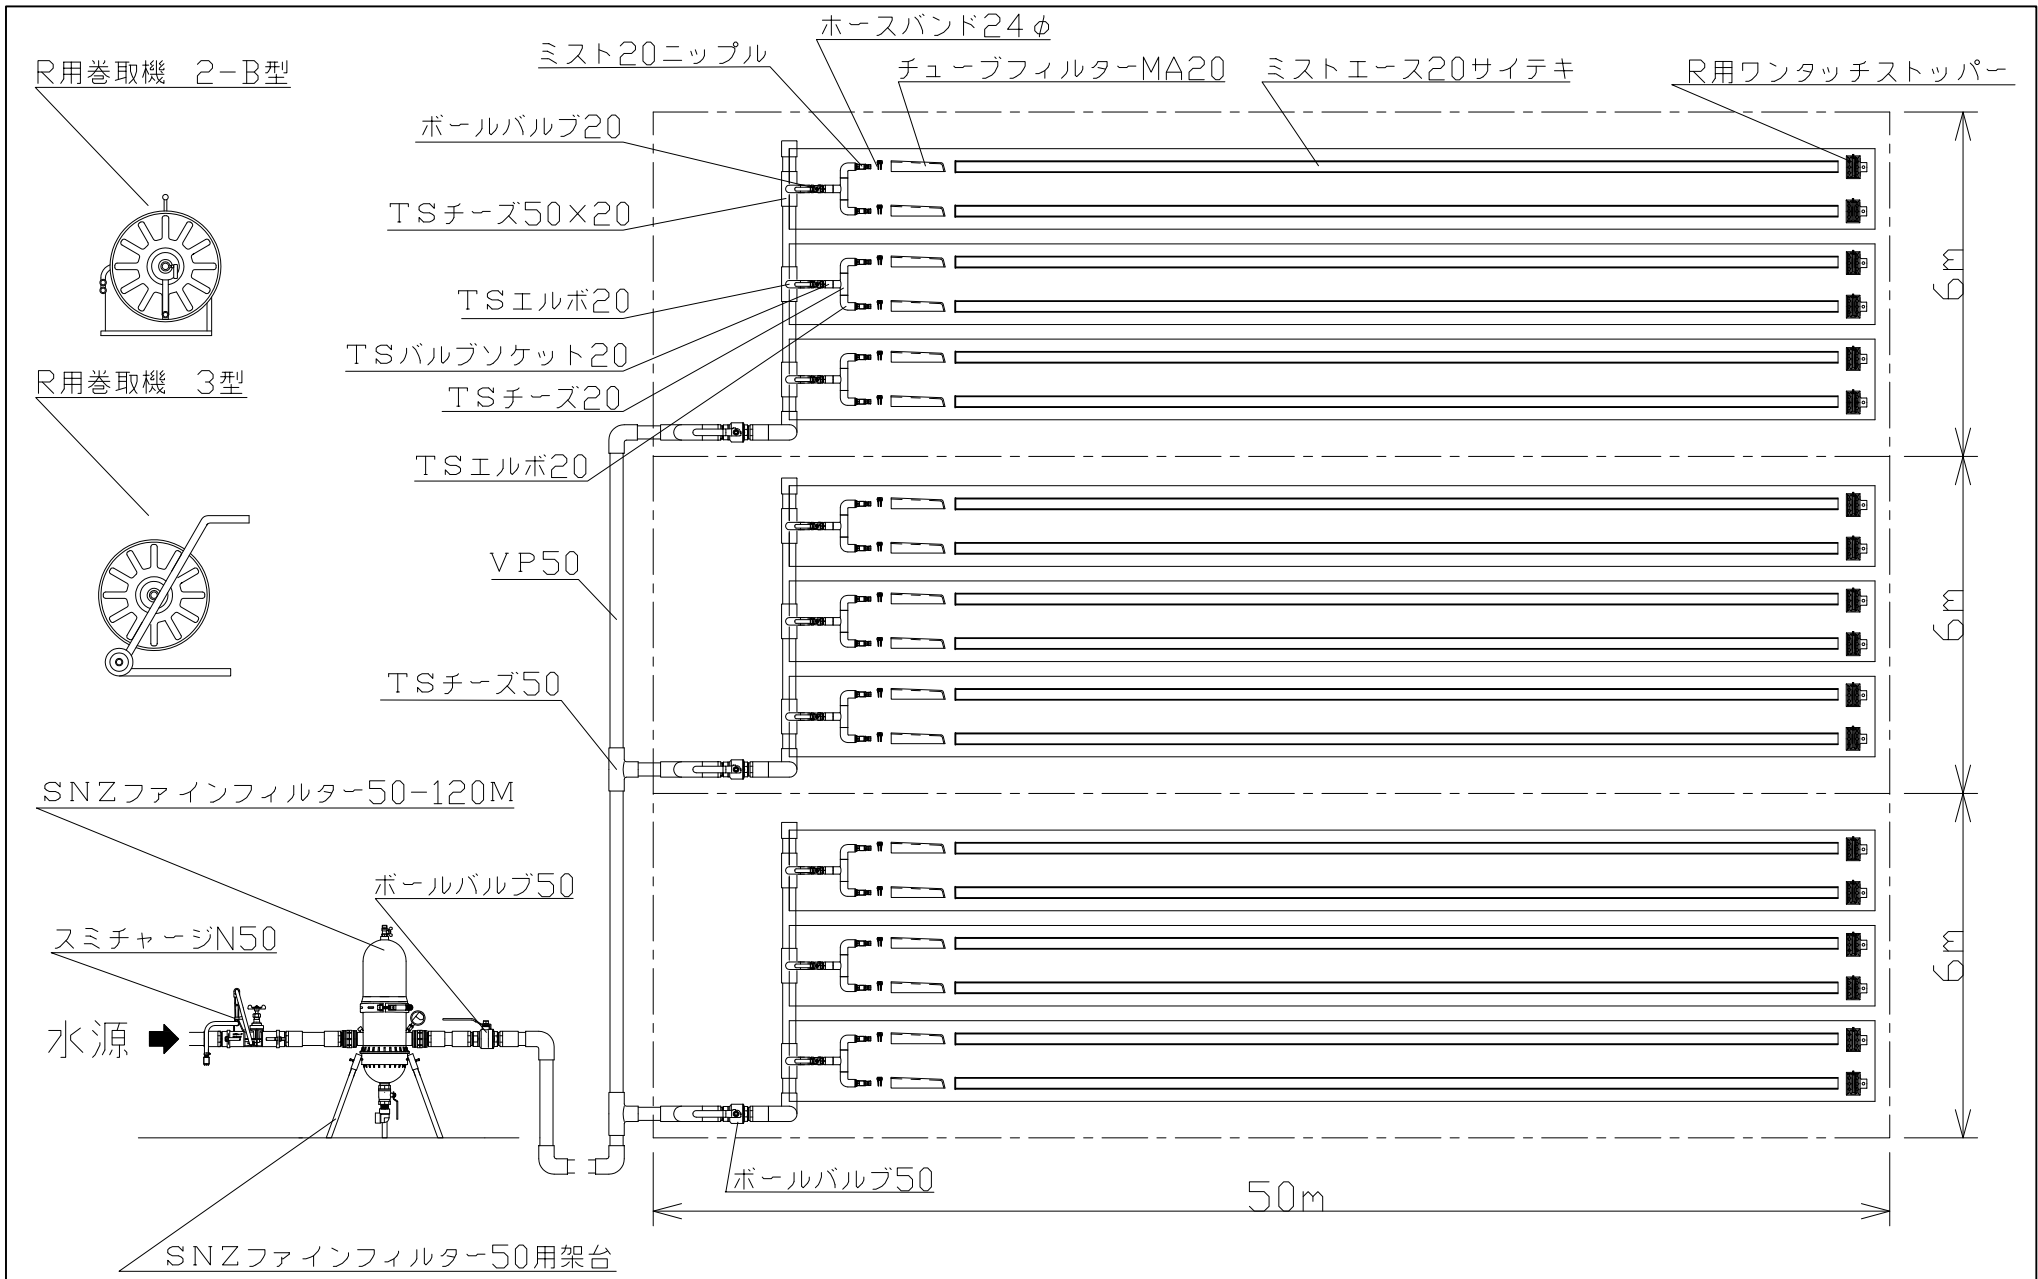 ホースバンド24φ
ミスト20ニップル
R用巻取機 2-B型
チューブフィルターMA20
ミストエース20サイテキ
R用ワンタッチストッパー
ボールバルブ20
TSチーズ50×20
6m
TSエルボ20
TSバルブソケット20
R用巻取機 3型
TSチーズ20
TSエルボ20
VP50
6m
TSチーズ50
SNZファインフィルター50-120M
ボールバルブ50
スミチャージN50
6m
水源
ボールバルブ50
50m
SNZファインフィルター50用架台